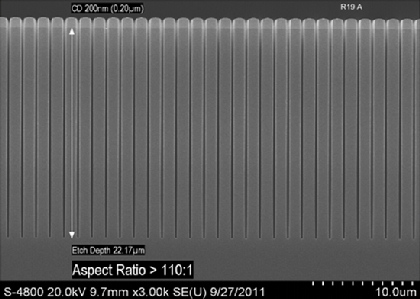 CD 200nm (0.20µm)
R19 A
Etch Depth 22.17µm
Aspect Ratio > 110:1
S-4800 20.0kV 9.7mm x3.00k SE(U) 9/27/2011
10.0um